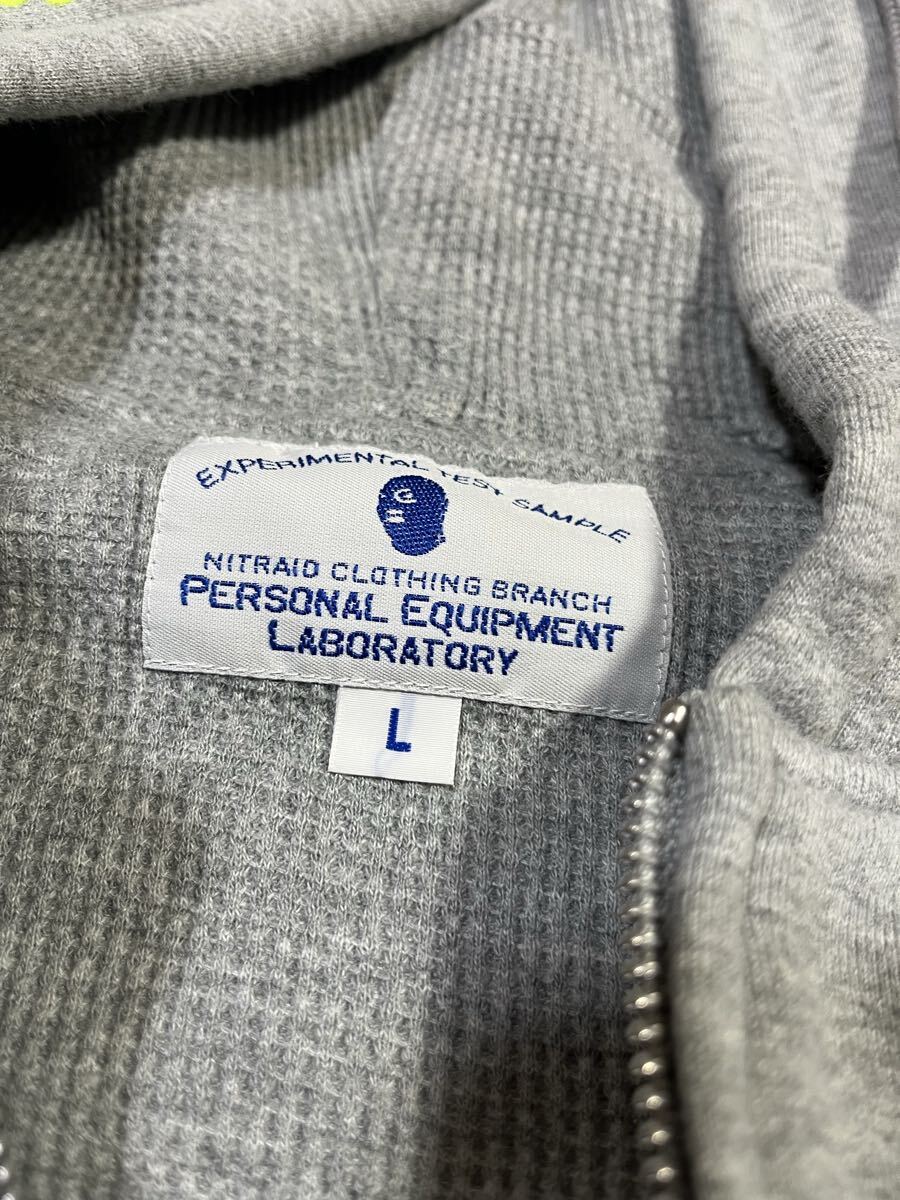 EXPERIMENTAL TEST SAMPLE
NITRAID CLOTHING BRANCH
PERSONAL EQUIPMENT
LABORATORY
L